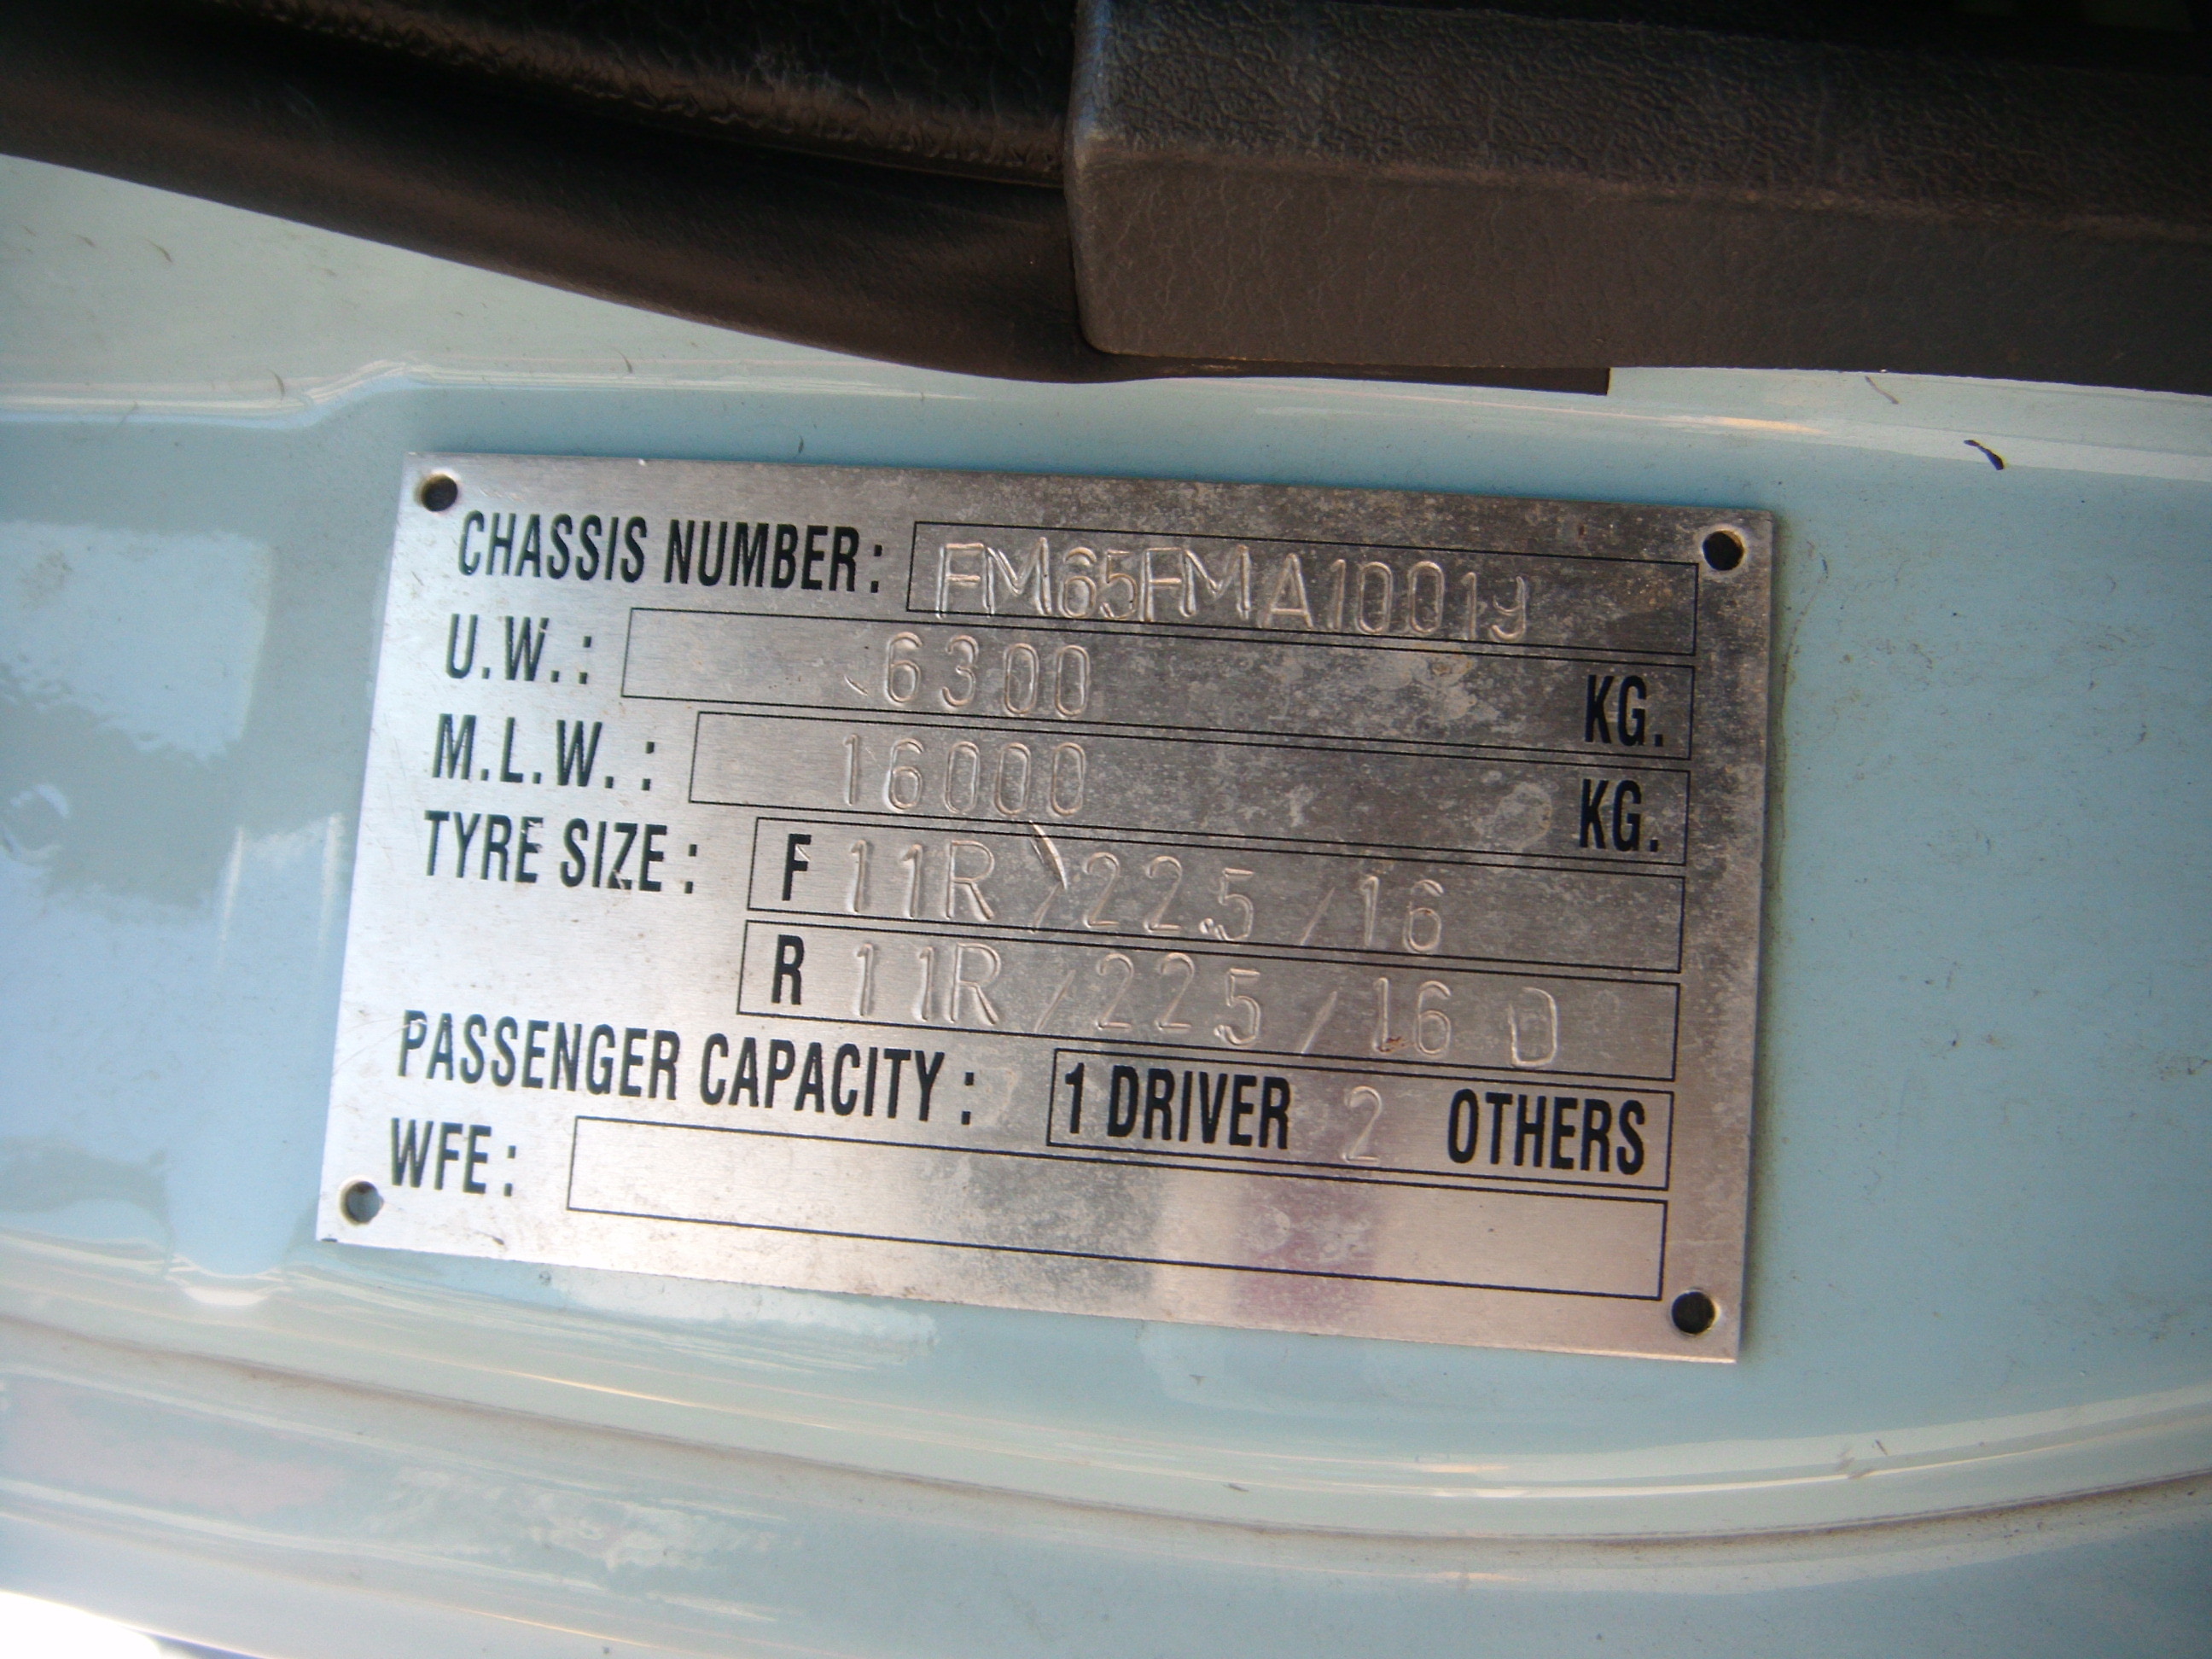 CHASSIS NUMBER: FM65FMA10019
U.W.: 6300 KG.
M.L.W.: 16000 KG.
TYRE SIZE: F 11R/22.5/16
R 11R/22.5/16 D
PASSENGER CAPACITY: 1 DRIVER 2 OTHERS
WFE: